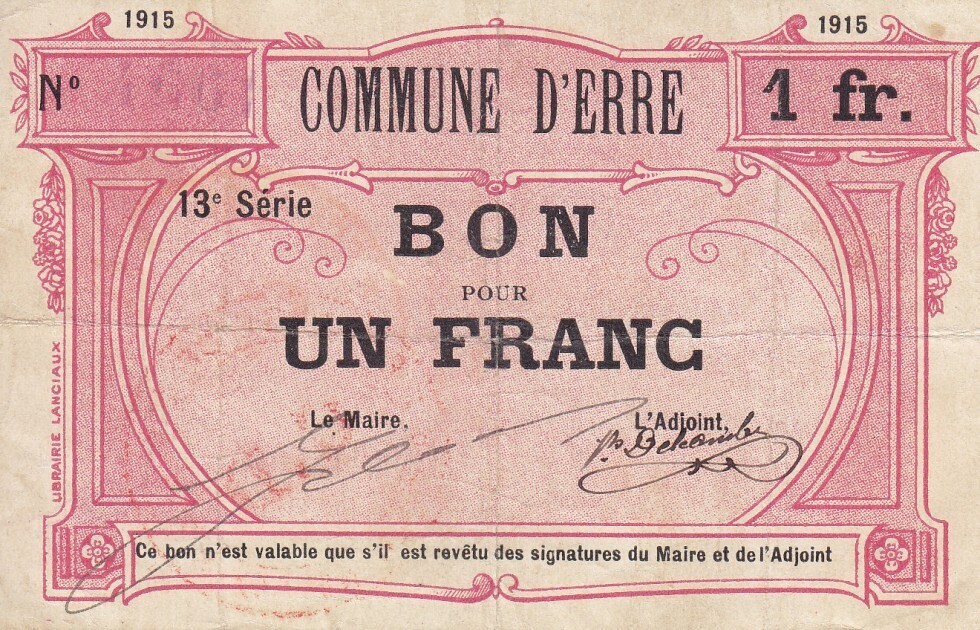 1915
1915
Nº
COMMUNE D'ERRE
1 fr.
13e Série
BON
POUR
UN FRANC
Le Maire.
L'Adjoint,
LIBRAIRIE LANCIAUX
Ce bon n'est valable que s'il est revêtu des signatures du Maire et de l'Adjoint